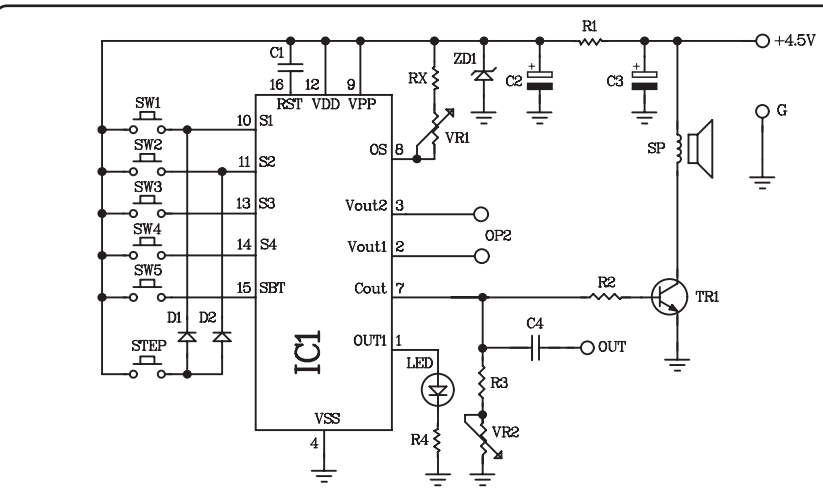 R1
+4.5V
C1
ZD1
+
C2
+
C3
RX
16 12 9
RST VDD VPP
G
SW1
10 S1
VR1
SW2
OS 8
SP
11 S2
SW3
13 S3
Vout2 3
OP2
SW4
14 S4
Vout1 2
SW5
15 SBT
Cout 7
R2
TR1
D1 D2
C4
STEP
IC1
OUT1 1
OUT
LED
R3
VSS
4
R4
VR2